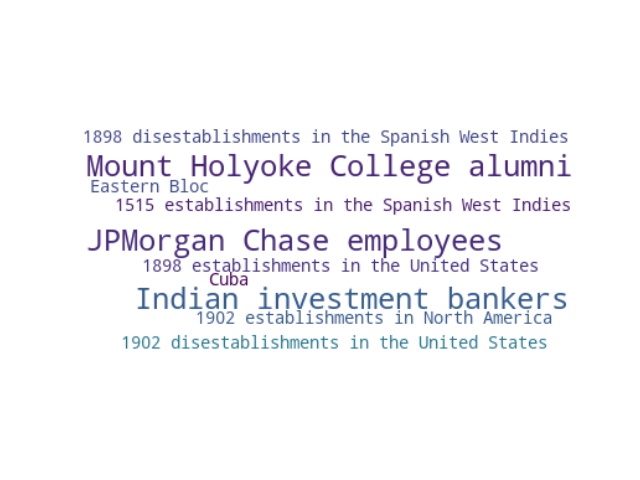 1898 disestablishments in the Spanish West Indies
Mount Holyoke College alumni
Eastern Bloc
1515 establishments in the Spanish West Indies
JPMorgan Chase employees
1898 establishments in the United States
Cuba
Indian investment bankers
1902 establishments in North America
1902 disestablishments in the United States